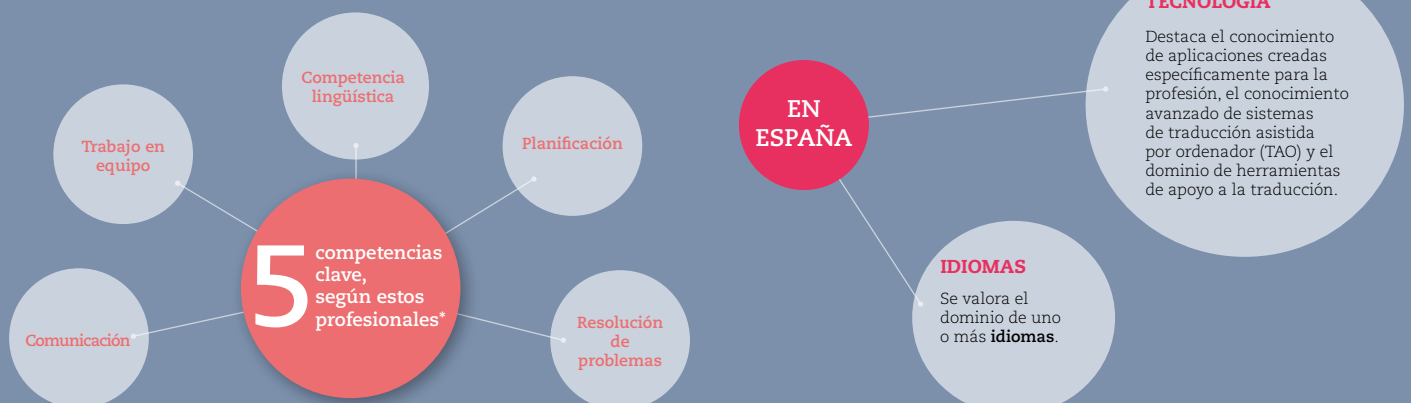 Competencia
lingüística
Trabajo en
equipo
Planificación
5
competencias
clave,
según estos
profesionales*
Comunicación
Resolución
de
problemas
EN
ESPAÑA
TECNOLOGÍA
Destaca el conocimiento
de aplicaciones creadas
específicamente para la
profesión, el conocimiento
avanzado de sistemas
de traducción asistida
por ordenador (TAO) y el
dominio de herramientas
de apoyo a la traducción.
IDIOMAS
Se valora el
dominio de uno
o más idiomas.